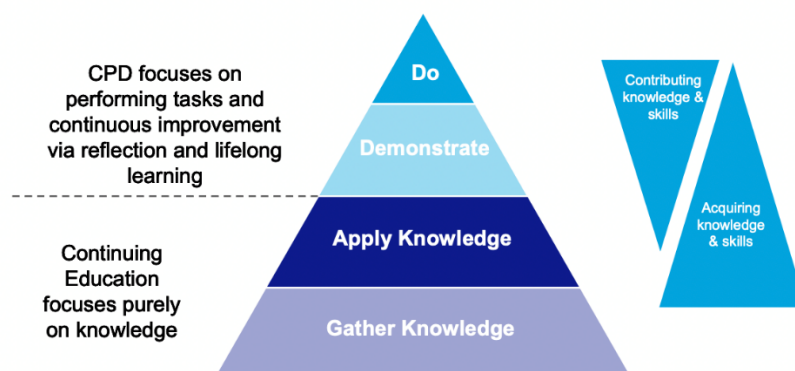 CPD focuses on
performing tasks and
continuous improvement
via reflection and lifelong
learning
Continuing
Education
focuses purely
on knowledge
Do
Demonstrate
Apply Knowledge
Gather Knowledge
Contributing
knowledge &
skills
Acquiring
knowledge
& skills